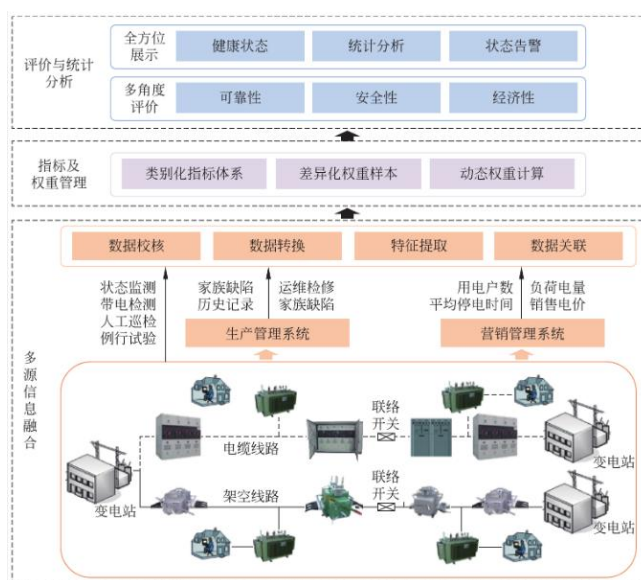 评价与统计
分析
全方位
展示
健康状态
统计分析
状态告警
多角度
评价
可靠性
安全性
经济性
指标及
权重管理
类别化指标体系
差异化权重样本
动态权重计算
多源信息融合
数据校核
数据转换
特征提取
数据关联
状态监测
带电检测
人工巡检
例行试验
家族缺陷
历史记录
运维检修
家族缺陷
用电户数
平均停电时间
负荷电量
销售电价
生产管理系统
营销管理系统
联络
开关
电缆线路
变电站
变电站
架空线路
联络
开关
变电站